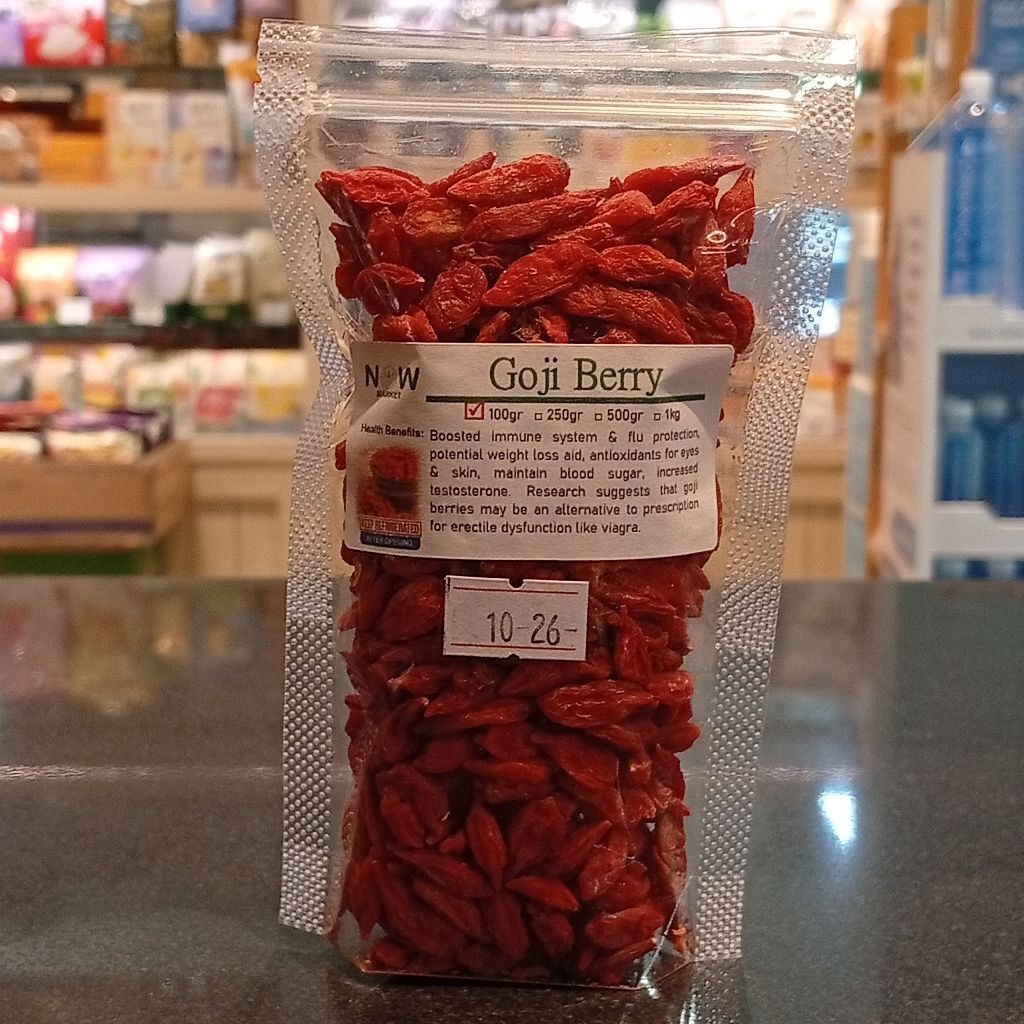 NOW
MARKET
Goji Berry
☑ 100gr ☐ 250gr ☐ 500gr ☐ 1kg
Health Benefits:
Boosted immune system & flu protection,
potential weight loss aid, antioxidants for eyes
& skin, maintain blood sugar, increased
testosterone. Research suggests that goji
berries may be an alternative to prescription
for erectile dysfunction like viagra.
KEEP REFRIGERATED
AFTER OPENING
10-26-